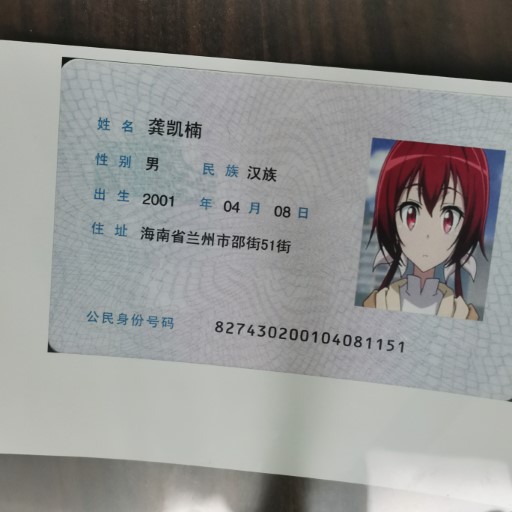 姓名 龚凯楠
性别 男 民族 汉族
出生 2001 年 04 月 08 日
住址 海南省兰州市邵街51街
公民身份号码 827430200104081151